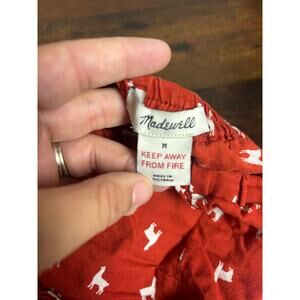 Madewell
M
KEEP AWAY
FROM FIRE
MADE IN
VIETNAM